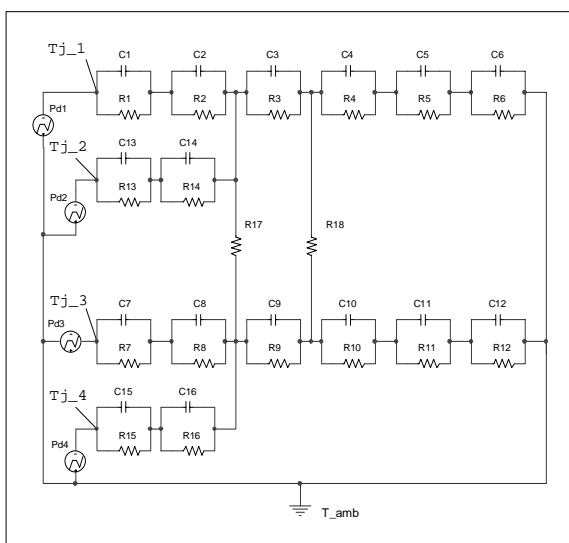 Tj_1
C1 C2 C3 C4 C5 C6
R1 R2 R3 R4 R5 R6
Pd1
Tj_2
C13 C14
R13 R14
Pd2
R17 R18
Tj_3
C7 C8 C9 C10 C11 C12
Pd3
R7 R8 R9 R10 R11 R12
Tj_4
C15 C16
R15 R16
Pd4
T_amb